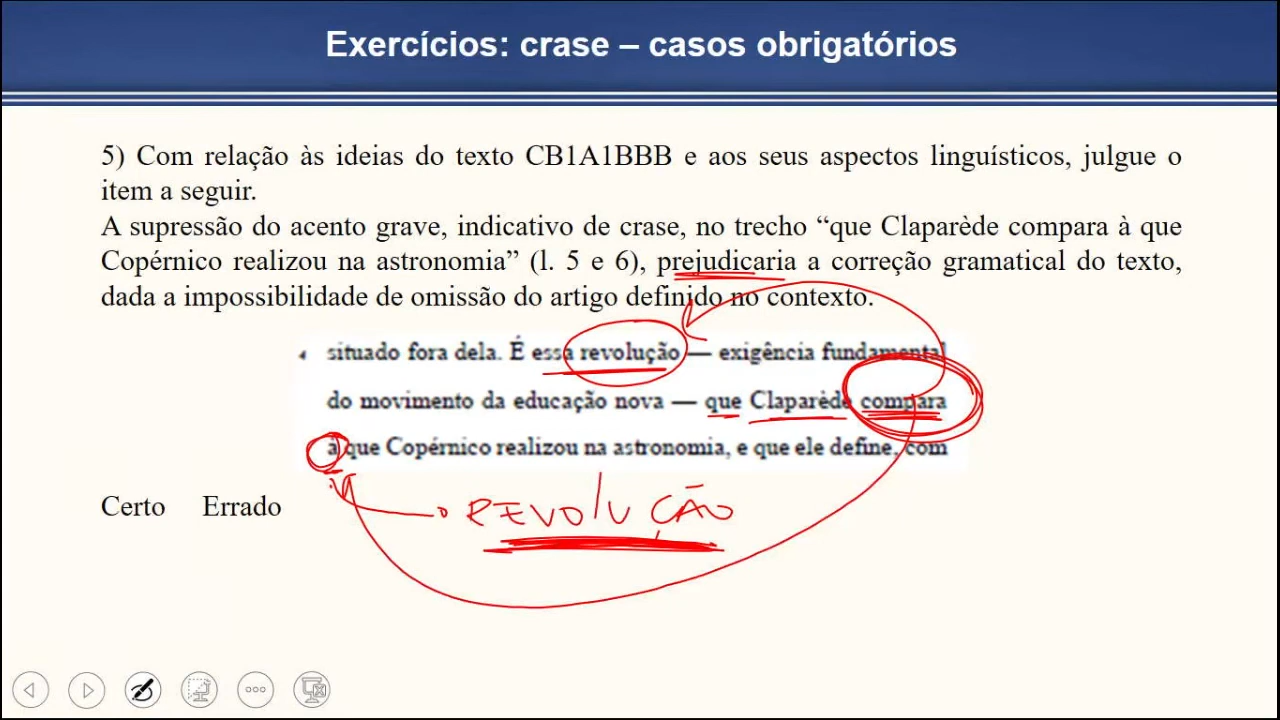 Exercícios: crase – casos obrigatórios
5) Com relação às ideias do texto CB1A1BBB e aos seus aspectos linguísticos, julgue o
item a seguir.
A supressão do acento grave, indicativo de crase, no trecho “que Claparède compara à que
Copérnico realizou na astronomia” (l. 5 e 6), prejudicaria a correção gramatical do texto,
dada a impossibilidade de omissão do artigo definido no contexto.
4 situado fora dela. É essa revolução — exigência fundamental
do movimento da educação nova — que Claparède compara
à que Copérnico realizou na astronomia, e que ele define, com
Certo Errado
REVOLUÇÃO